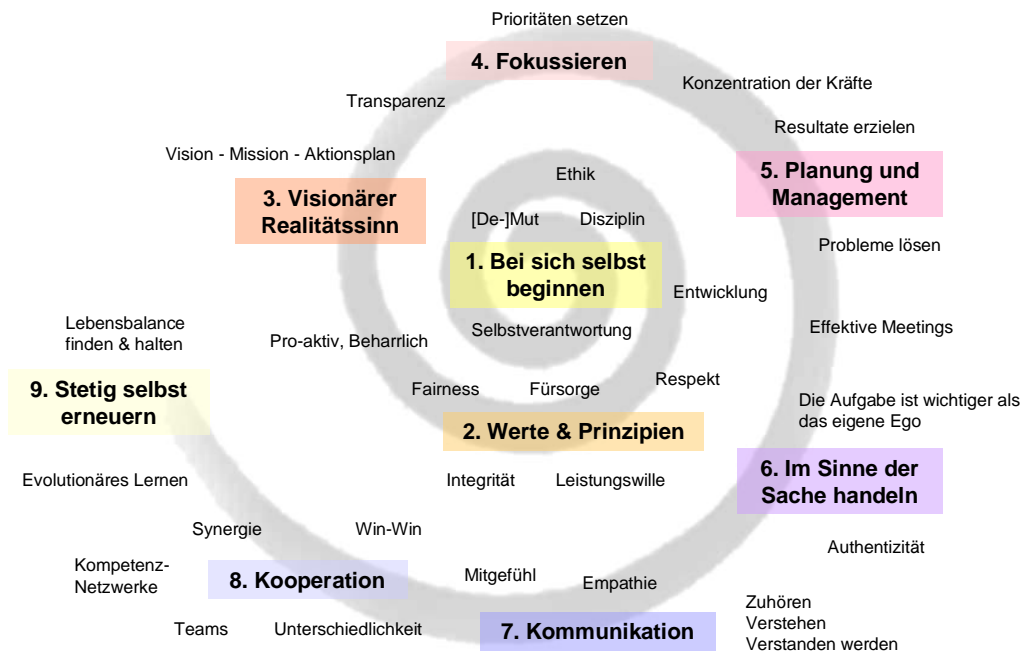 Prioritäten setzen
4. Fokussieren
Konzentration der Kräfte
Transparenz
Resultate erzielen
Vision - Mission - Aktionsplan
5. Planung und
Management
Ethik
3. Visionärer
Realitätssinn
[De-]Mut
Disziplin
Probleme lösen
1. Bei sich selbst
beginnen
Entwicklung
Lebensbalance
finden & halten
Pro-aktiv, Beharrlich
Selbstverantwortung
Effektive Meetings
9. Stetig selbst
erneuern
Fairness
Fürsorge
Respekt
Die Aufgabe ist wichtiger als
das eigene Ego
2. Werte & Prinzipien
6. Im Sinne der
Sache handeln
Evolutionäres Lernen
Integrität
Leistungswille
Synergie
Win-Win
Authentizität
Kompetenz-
Netzwerke
8. Kooperation
Mitgefühl
Empathie
Zuhören
Verstehen
Verstanden werden
Teams
Unterschiedlichkeit
7. Kommunikation